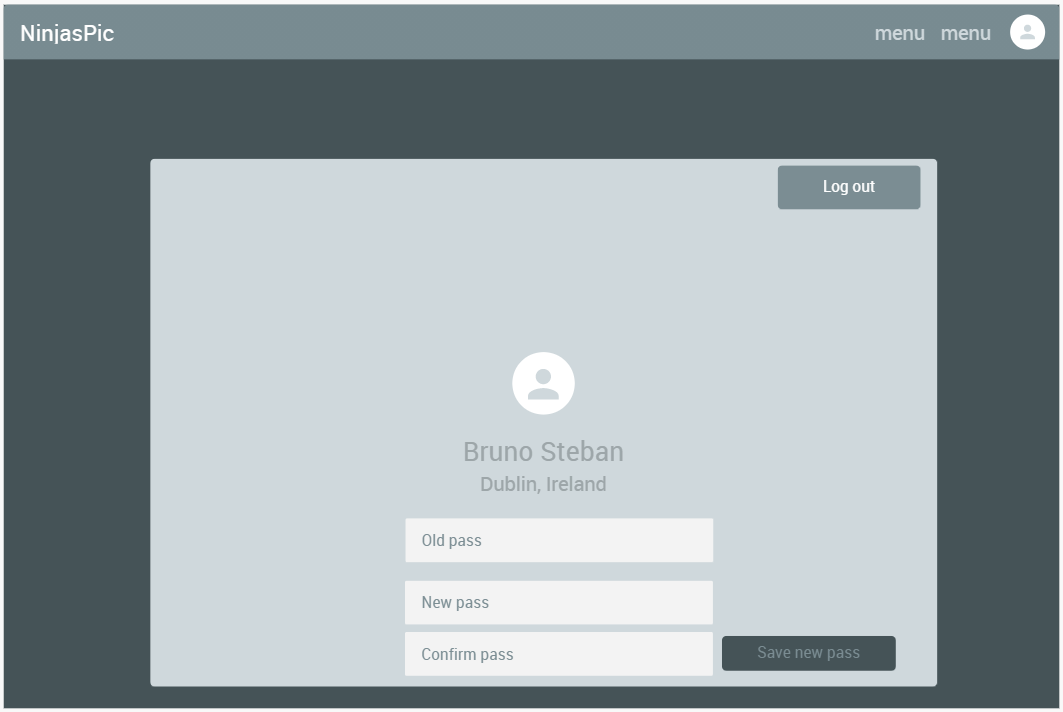 NinjasPic menu menu
Log out
Bruno Steban
Dublin, Ireland
Old pass
New pass
Confirm pass
Save new pass